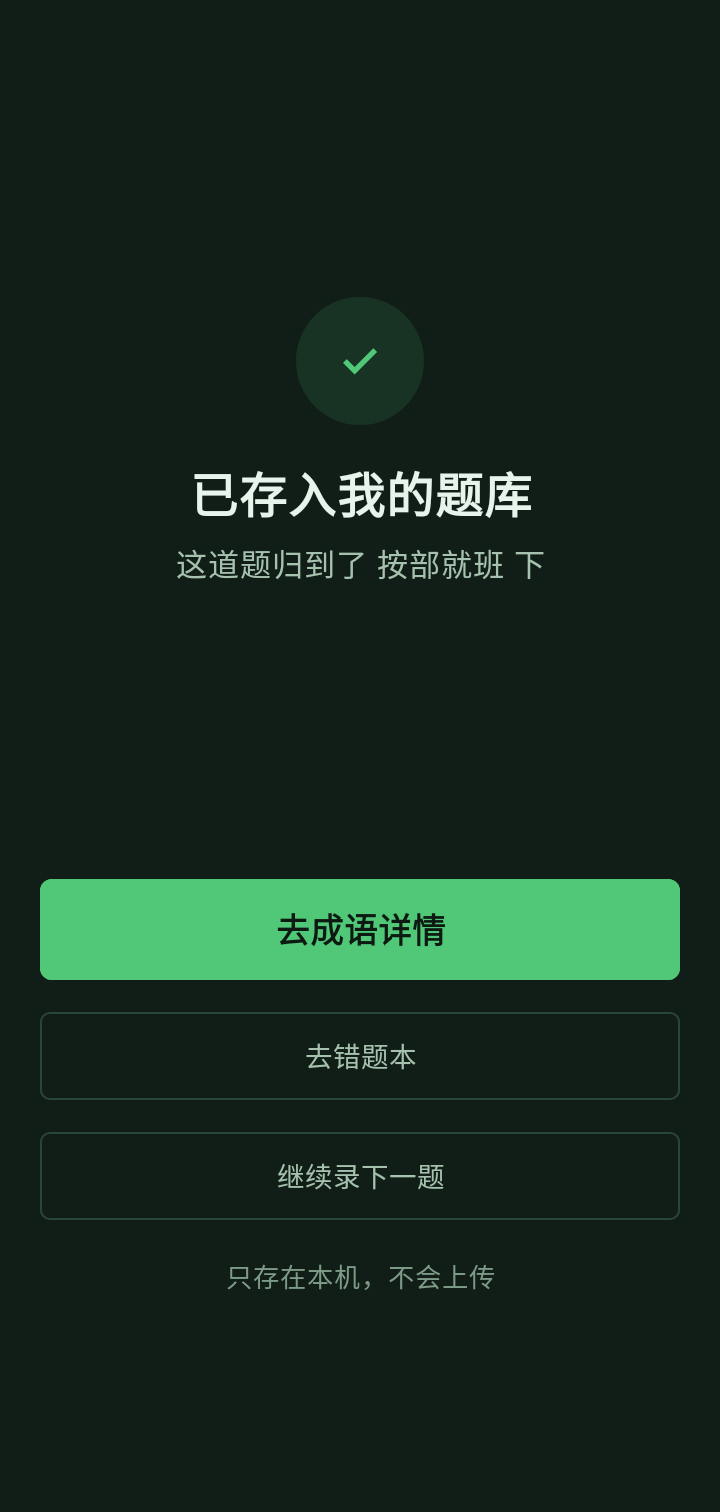 已存入我的题库
这道题归到了 按部就班 下
去成语详情
去错题本
继续录下一题
只存在本机，不会上传